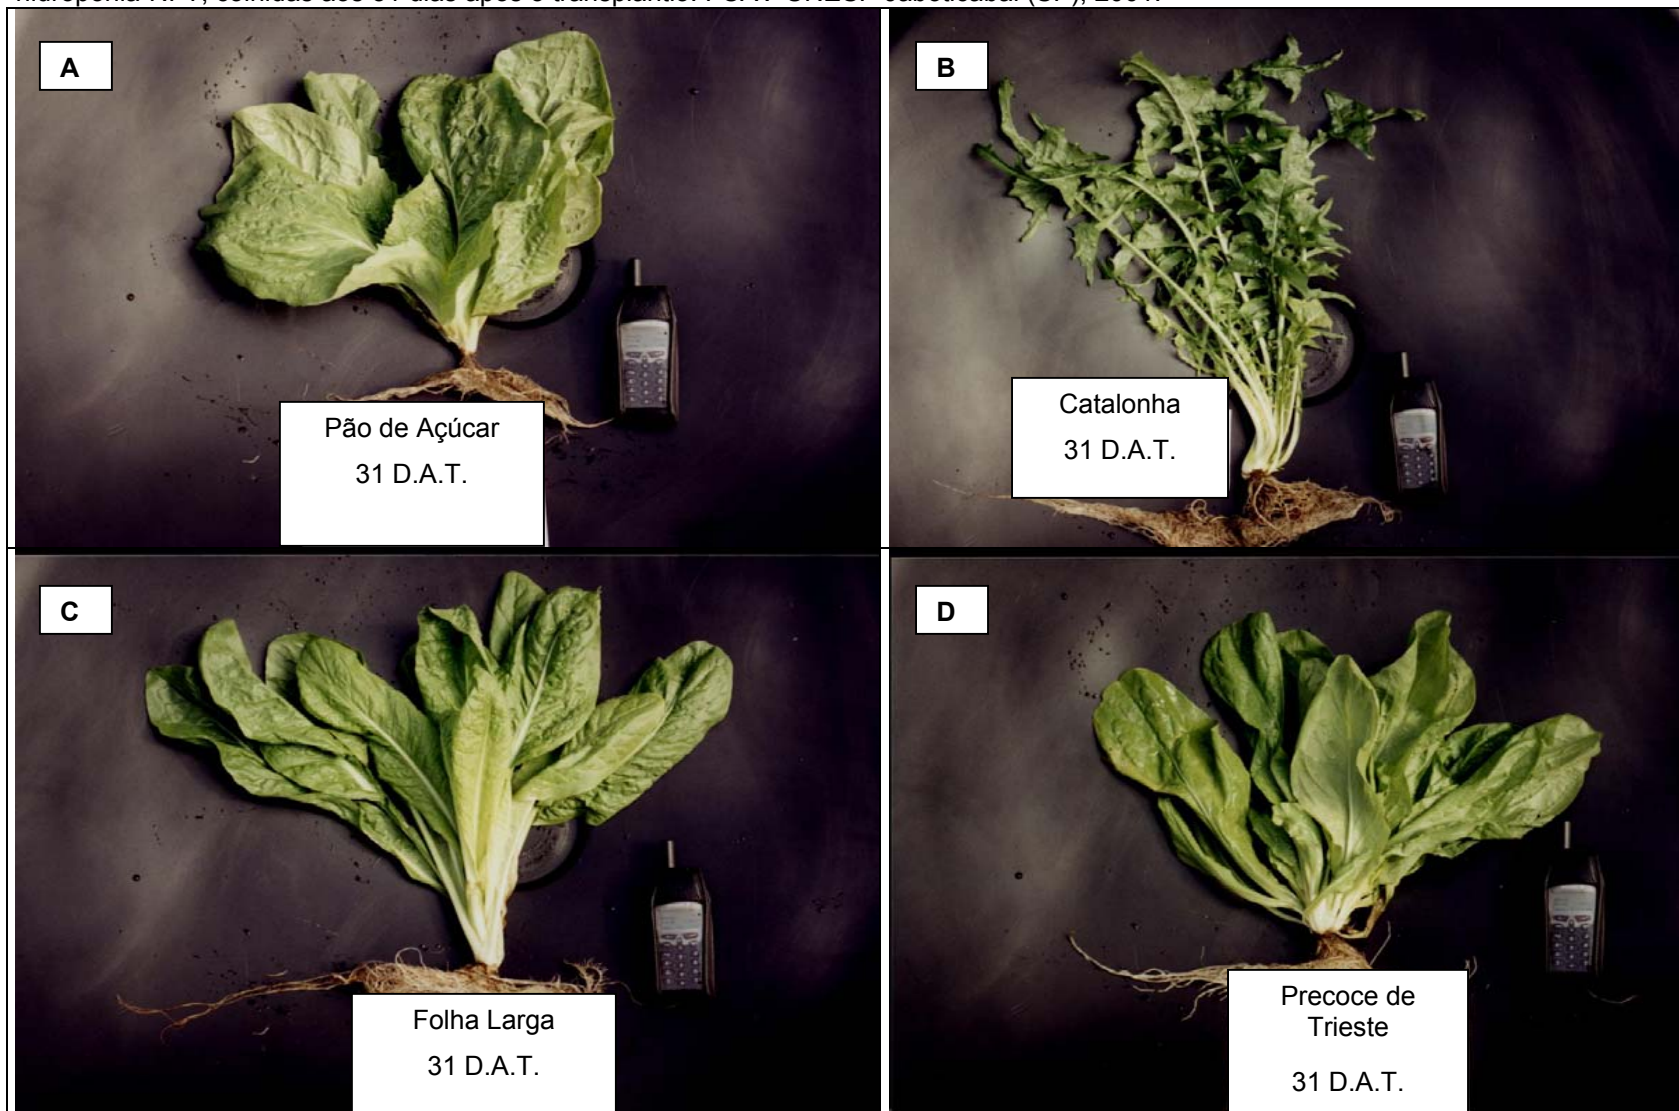 A
Pão de Açúcar
31 D.A.T.
B
Catalonha
31 D.A.T.
C
Folha Larga
31 D.A.T.
D
Precoce de
Trieste
31 D.A.T.